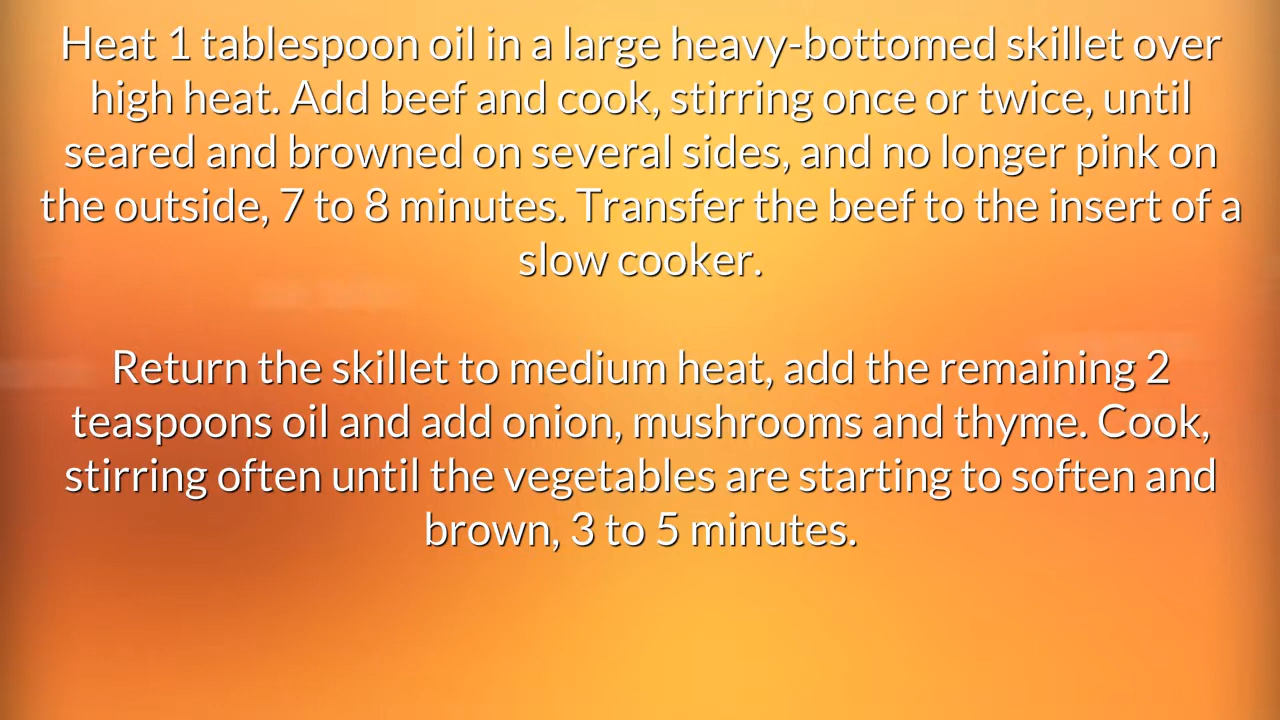 Heat 1 tablespoon oil in a large heavy-bottomed skillet over
high heat. Add beef and cook, stirring once or twice, until
seared and browned on several sides, and no longer pink on
the outside, 7 to 8 minutes. Transfer the beef to the insert of a
slow cooker.
Return the skillet to medium heat, add the remaining 2
teaspoons oil and add onion, mushrooms and thyme. Cook,
stirring often until the vegetables are starting to soften and
brown, 3 to 5 minutes.